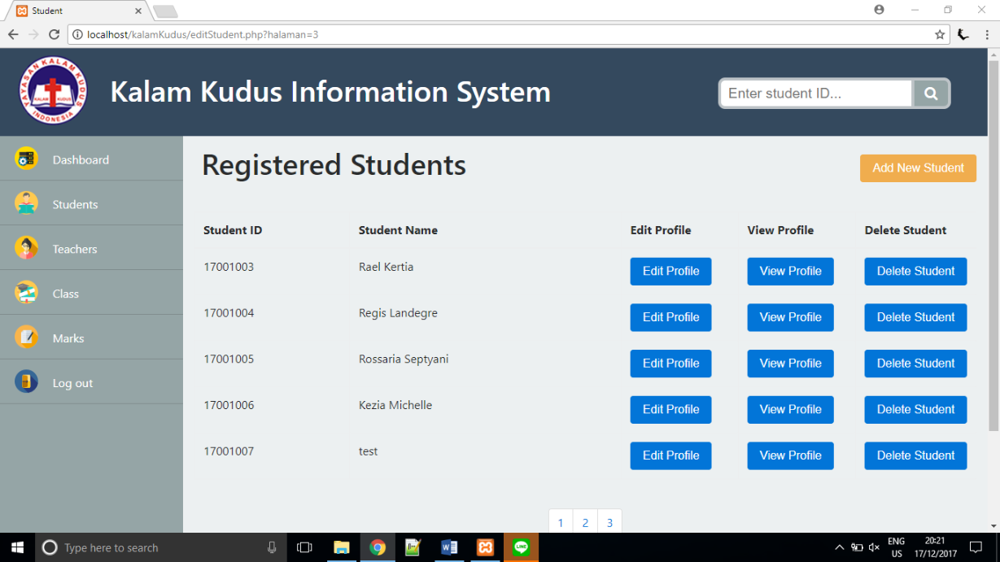 Student
localhost/kalamKudus/editStudent.php?halaman=3
YAYASAN KALAM KUDUS
KALAM KUDUS
INDONESIA
Kalam Kudus Information System
Enter student ID...
Dashboard
Students
Teachers
Class
Marks
Log out
Registered Students
Add New Student
Student ID Student Name Edit Profile View Profile Delete Student
17001003 Rael Kertia Edit Profile View Profile Delete Student
17001004 Regis Landegre Edit Profile View Profile Delete Student
17001005 Rossaria Septyani Edit Profile View Profile Delete Student
17001006 Kezia Michelle Edit Profile View Profile Delete Student
17001007 test Edit Profile View Profile Delete Student
1 2 3
Type here to search
ENG
US
20:21
17/12/2017